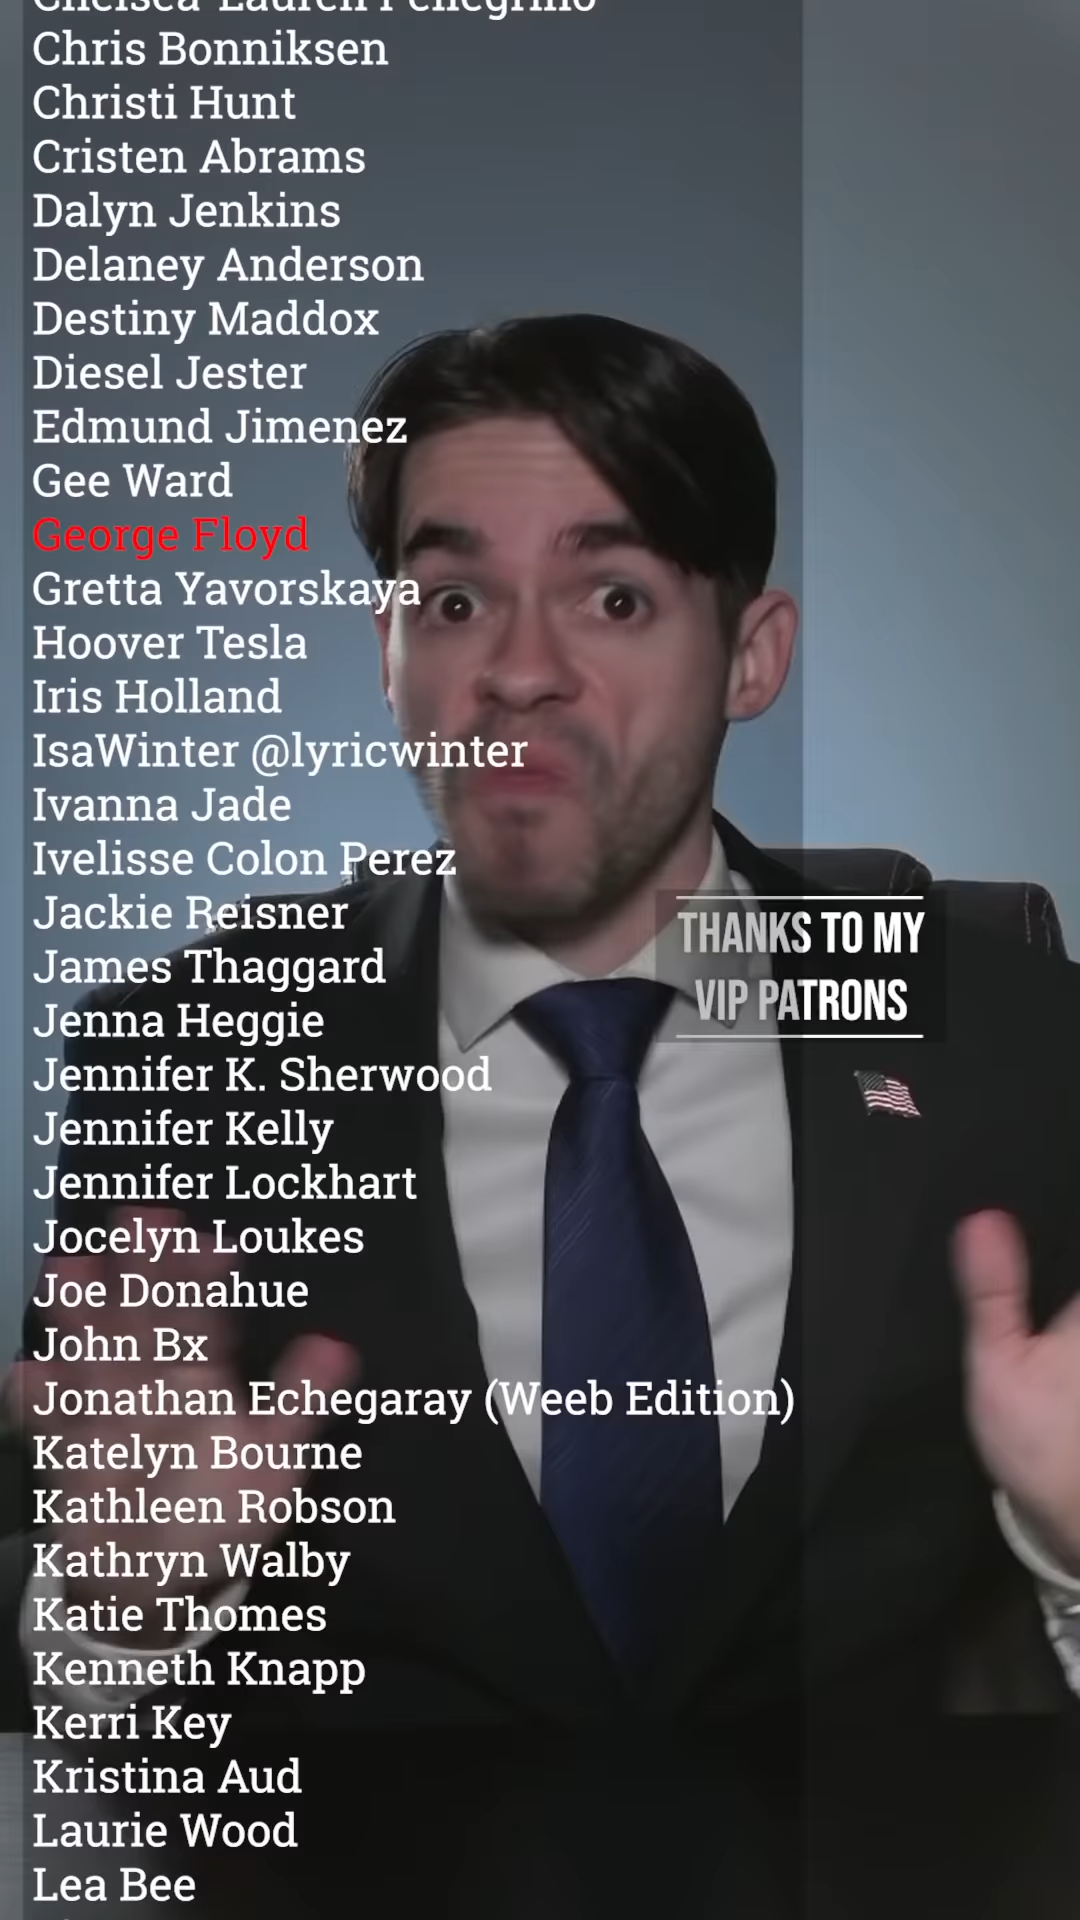 Chelsea-Lauren Pellegrino
Chris Bonniksen
Christi Hunt
Cristen Abrams
Dalyn Jenkins
Delaney Anderson
Destiny Maddox
Diesel Jester
Edmund Jimenez
Gee Ward
George Floyd
Gretta Yavorskaya
Hoover Tesla
Iris Holland
IsaWinter @lyricwinter
Ivanna Jade
Ivelisse Colon Perez
Jackie Reisner
James Thaggard
Jenna Heggie
Jennifer K. Sherwood
Jennifer Kelly
Jennifer Lockhart
Jocelyn Loukes
Joe Donahue
John Bx
Jonathan Echegaray (Weeb Edition)
Katelyn Bourne
Kathleen Robson
Kathryn Walby
Katie Thomes
Kenneth Knapp
Kerri Key
Kristina Aud
Laurie Wood
Lea Bee
THANKS TO MY
VIP PATRONS